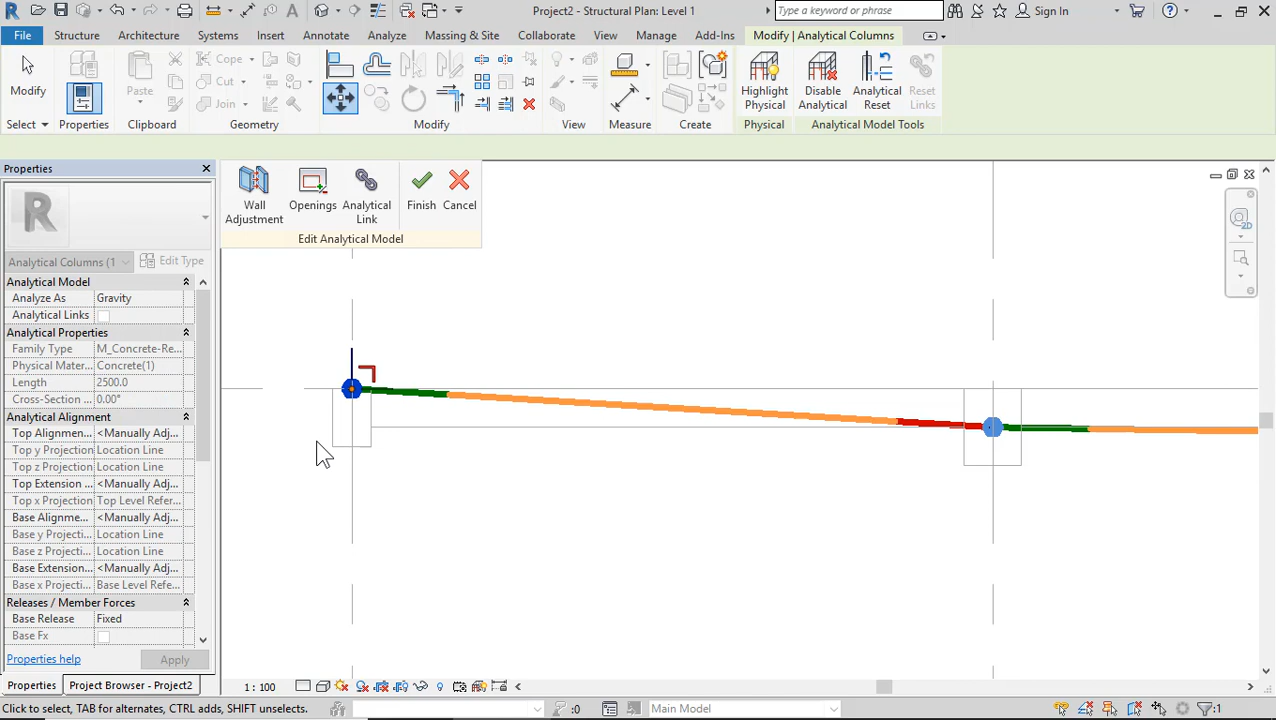 Project2 - Structural Plan: Level 1
Type a keyword or phrase
Sign In
File
Structure
Architecture
Systems
Insert
Annotate
Analyze
Massing & Site
Collaborate
View
Manage
Add-Ins
Modify | Analytical Columns
Modify
Properties
Paste
Cope
Cut
Join
Highlight Physical
Disable Analytical
Analytical Reset
Reset Links
Select
Properties
Clipboard
Geometry
Modify
View
Measure
Create
Physical
Analytical Model Tools
Properties
Wall Adjustment
Openings
Analytical Link
Finish
Cancel
Edit Analytical Model
Analytical Columns (1
Edit Type
Analytical Model
Analyze As Gravity
Analytical Links
Analytical Properties
Family Type M_Concrete-Re...
Physical Mater... Concrete(1)
Length 2500.0
Cross-Section ... 0.00°
Analytical Alignment
Top Alignmen... <Manually Adj...
Top y Projection Location Line
Top z Projection Location Line
Top Extension ... <Manually Adj...
Top x Projection Top Level Refer...
Base Alignme... <Manually Adj...
Base y Projecti... Location Line
Base z Projecti... Location Line
Base Extension... <Manually Adj...
Base x Projecti... Base Level Refe...
Releases / Member Forces
Base Release Fixed
Base Fx
Properties help
Apply
Properties
Project Browser - Project2
1 : 100
Click to select, TAB for alternates, CTRL adds, SHIFT unselects.
:0
Main Model
:1
2D